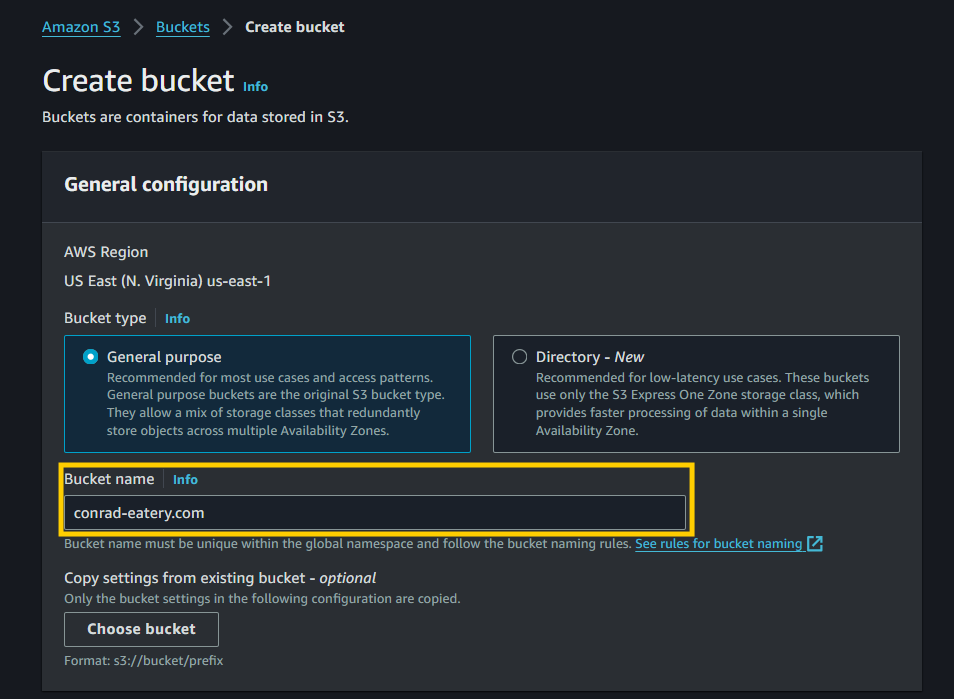 Amazon S3 > Buckets > Create bucket
Create bucket Info
Buckets are containers for data stored in S3.
General configuration
AWS Region
US East (N. Virginia) us-east-1
Bucket type Info
General purpose
Recommended for most use cases and access patterns.
General purpose buckets are the original S3 bucket type.
They allow a mix of storage classes that redundantly
store objects across multiple Availability Zones.
Directory - New
Recommended for low-latency use cases. These buckets
use only the S3 Express One Zone storage class, which
provides faster processing of data within a single
Availability Zone.
Bucket name Info
conrad-eatery.com
Bucket name must be unique within the global namespace and follow the bucket naming rules. See rules for bucket naming
Copy settings from existing bucket - optional
Only the bucket settings in the following configuration are copied.
Choose bucket
Format: s3://bucket/prefix